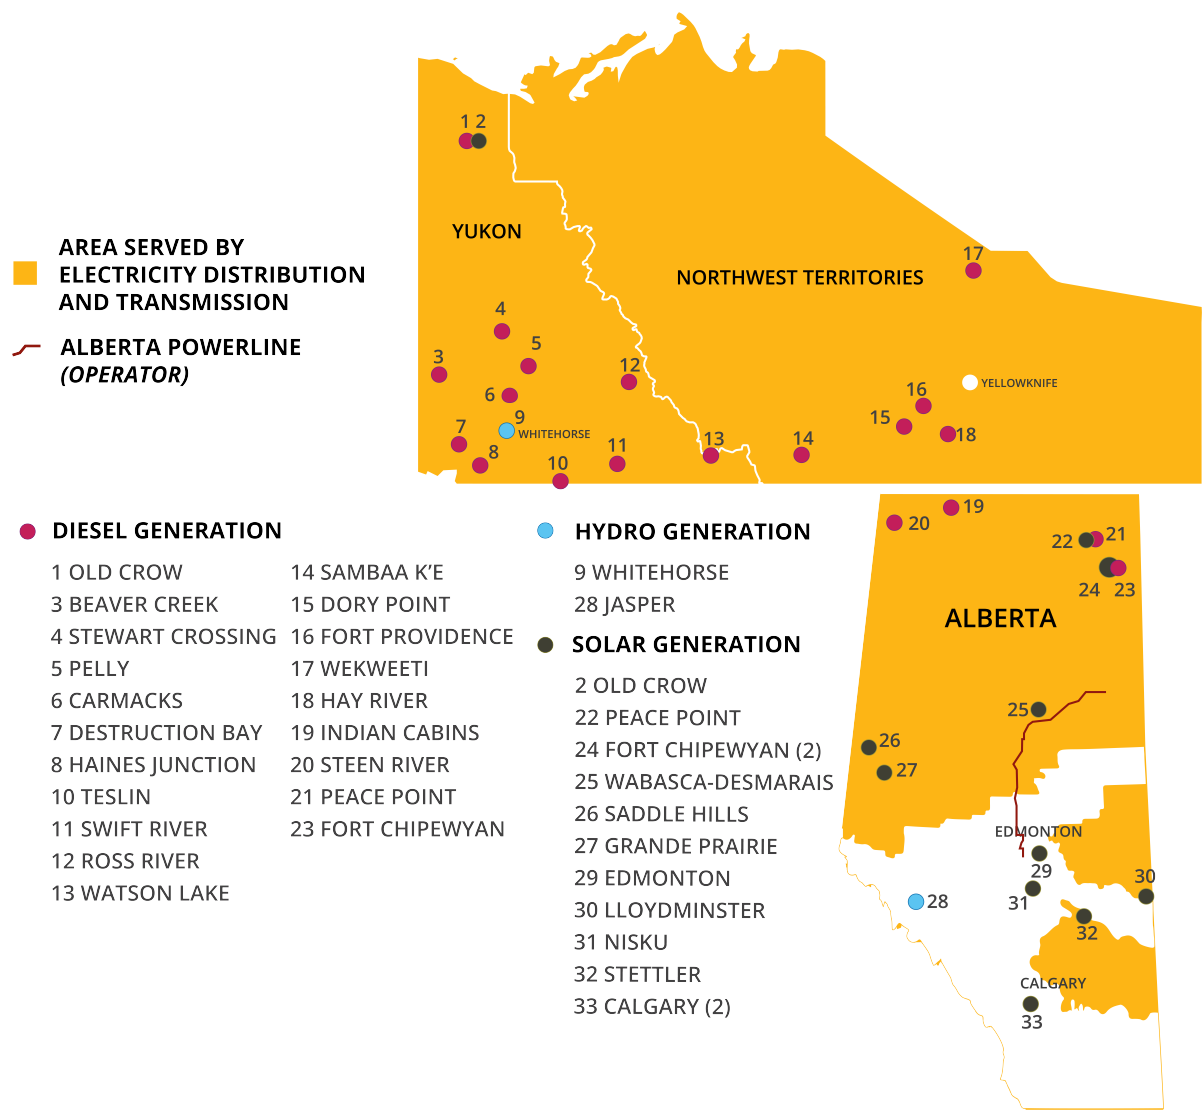 1 2
YUKON
NORTHWEST TERRITORIES
17
4
5
3
12
6
16
YELLOWKNIFE
9
WHITEHORSE
15
7
18
8
11
13
14
10
AREA SERVED BY
ELECTRICITY DISTRIBUTION
AND TRANSMISSION
ALBERTA POWERLINE
(OPERATOR)
DIESEL GENERATION
1 OLD CROW
3 BEAVER CREEK
4 STEWART CROSSING
5 PELLY
6 CARMACKS
7 DESTRUCTION BAY
8 HAINES JUNCTION
10 TESLIN
11 SWIFT RIVER
12 ROSS RIVER
13 WATSON LAKE
14 SAMBAA K’E
15 DORY POINT
16 FORT PROVIDENCE
17 WEKWEETI
18 HAY RIVER
19 INDIAN CABINS
20 STEEN RIVER
21 PEACE POINT
23 FORT CHIPEWYAN
HYDRO GENERATION
9 WHITEHORSE
28 JASPER
SOLAR GENERATION
2 OLD CROW
22 PEACE POINT
24 FORT CHIPEWYAN (2)
25 WABASCA-DESMARAIS
26 SADDLE HILLS
27 GRANDE PRAIRIE
29 EDMONTON
30 LLOYDMINSTER
31 NISKU
32 STETTLER
33 CALGARY (2)
19
20
22
21
24 23
ALBERTA
25
26
27
EDMONTON
29
30
31
28
32
CALGARY
33